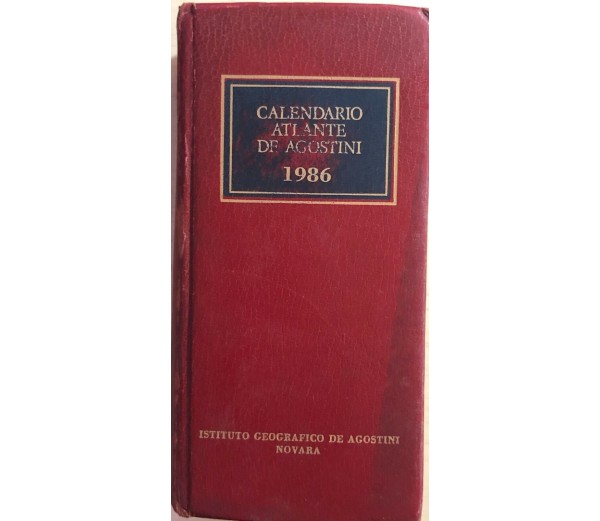 CALENDARIO
ATLANTE
DE AGOSTINI
1986
ISTITUTO GEOGRAFICO DE AGOSTINI
NOVARA